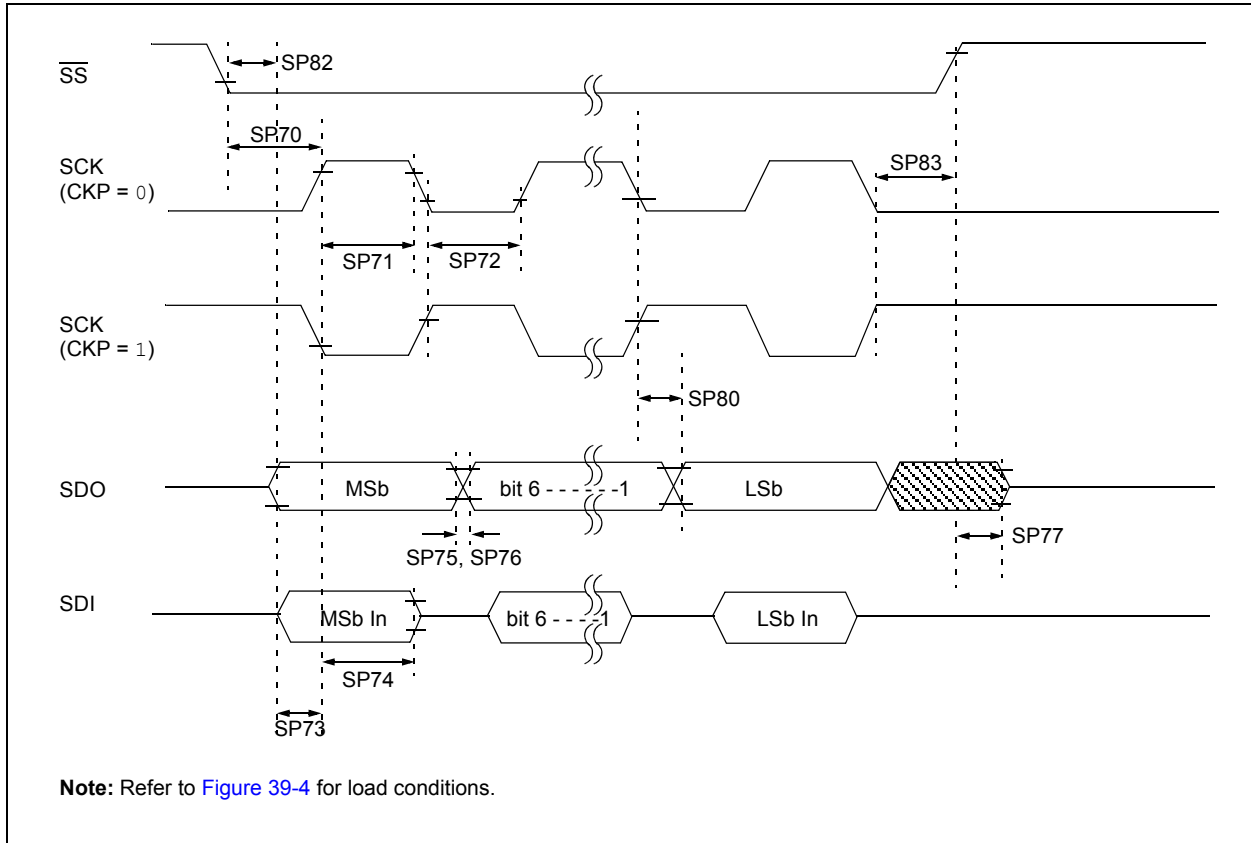 SS
SP82
SP70
SCK
(CKP = 0)
SP83
SP71
SP72
SCK
(CKP = 1)
SP80
SDO
MSb
bit 6 - - - - - -1
LSb
SP77
SP75, SP76
SDI
MSb In
bit 6 - - - -1
LSb In
SP74
SP73
Note: Refer to Figure 39-4 for load conditions.